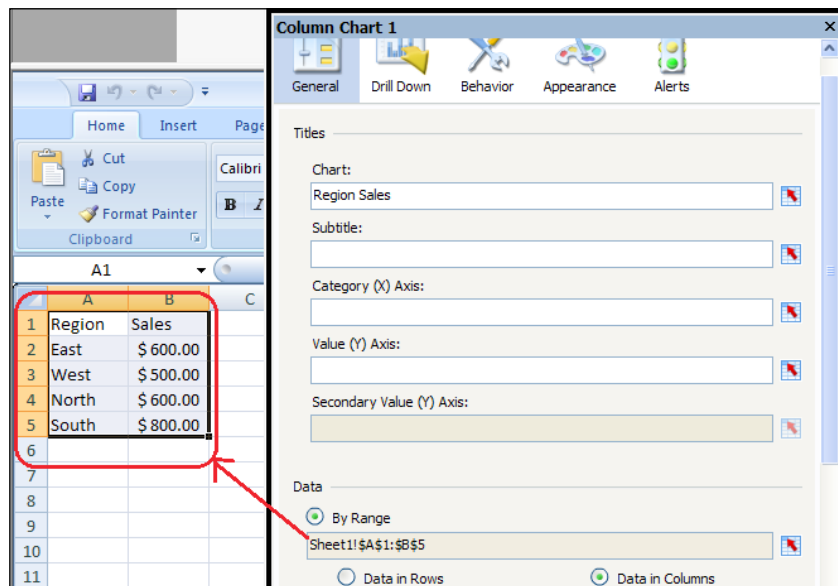 Column Chart 1
General Drill Down Behavior Appearance Alerts
Home Insert Page
Cut
Copy
Paste
Format Painter
Clipboard
Calibri
B I
A1
A B C
1 Region Sales
2 East $ 600.00
3 West $ 500.00
4 North $ 600.00
5 South $ 800.00
6
7
8
9
10
11
Titles
Chart:
Region Sales
Subtitle:
Category (X) Axis:
Value (Y) Axis:
Secondary Value (Y) Axis:
Data
By Range
Sheet1!$A$1:$B$5
Data in Rows Data in Columns